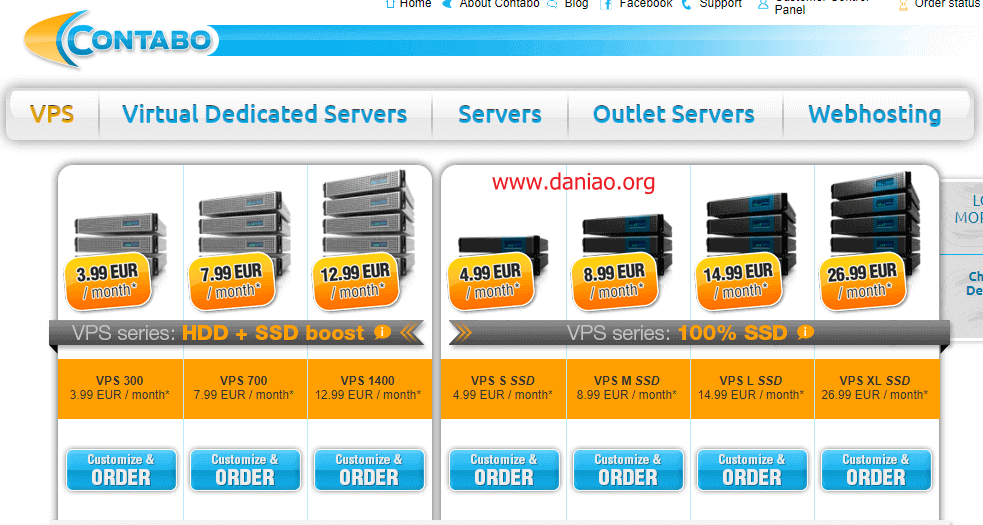 Home About Contabo Blog Facebook Support Customer Control Panel Order status
CONTABO
VPS Virtual Dedicated Servers Servers Outlet Servers Webhosting
www.daniao.org
3.99 EUR / month*
7.99 EUR / month*
12.99 EUR / month*
4.99 EUR / month*
8.99 EUR / month*
14.99 EUR / month*
26.99 EUR / month*
VPS series: HDD + SSD boost
VPS series: 100% SSD
VPS 300 VPS 700 VPS 1400 VPS S SSD VPS M SSD VPS L SSD VPS XL SSD
3.99 EUR / month* 7.99 EUR / month* 12.99 EUR / month* 4.99 EUR / month* 8.99 EUR / month* 14.99 EUR / month* 26.99 EUR / month*
Customize & Customize & Customize & Customize & Customize & Customize & Customize &
ORDER ORDER ORDER ORDER ORDER ORDER ORDER